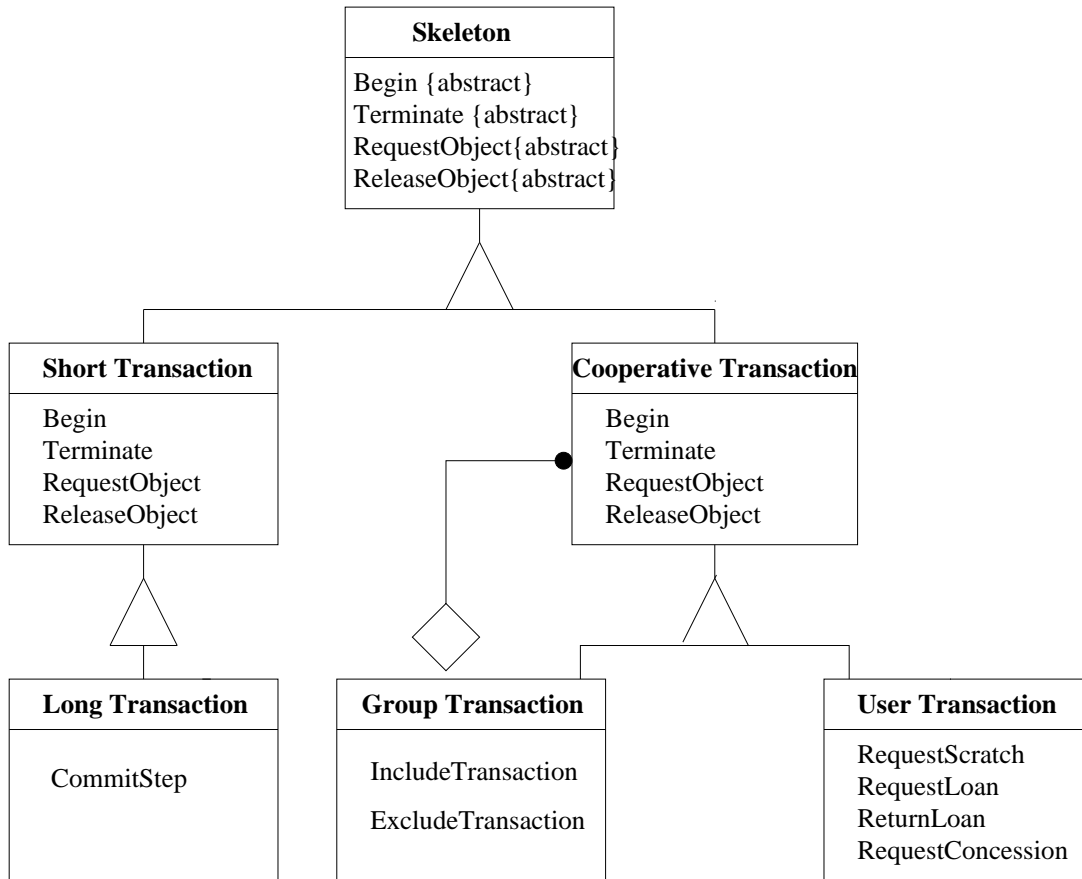 Skeleton
Begin {abstract}
Terminate {abstract}
RequestObject{abstract}
ReleaseObject{abstract}
Short Transaction
Begin
Terminate
RequestObject
ReleaseObject
Cooperative Transaction
Begin
Terminate
RequestObject
ReleaseObject
Long Transaction
CommitStep
Group Transaction
IncludeTransaction
ExcludeTransaction
User Transaction
RequestScratch
RequestLoan
ReturnLoan
RequestConcession